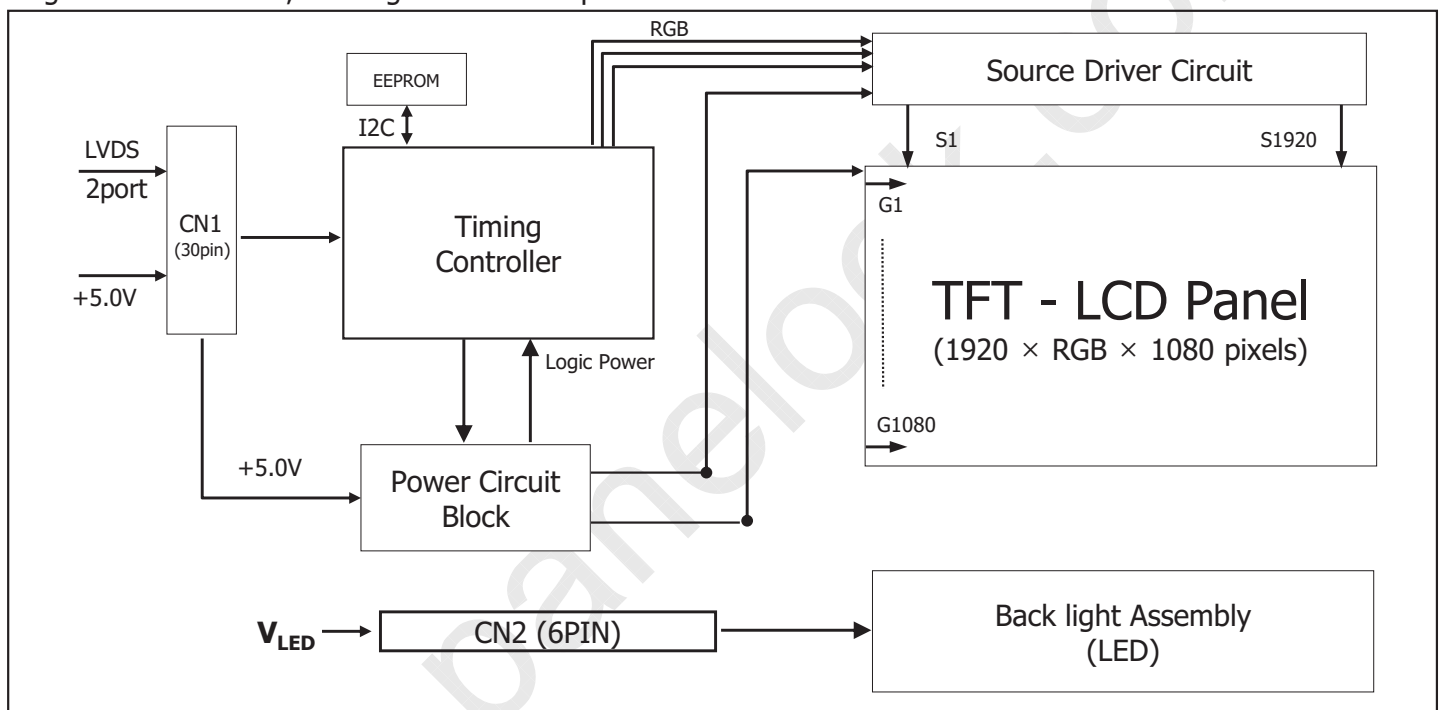 RGB
Source Driver Circuit
EEPROM
I2C
LVDS
2port
CN1
(30pin)
+5.0V
Timing
Controller
S1
S1920
G1
TFT - LCD Panel
(1920 × RGB × 1080 pixels)
G1080
Logic Power
+5.0V
Power Circuit
Block
VLED
CN2 (6PIN)
Back light Assembly
(LED)